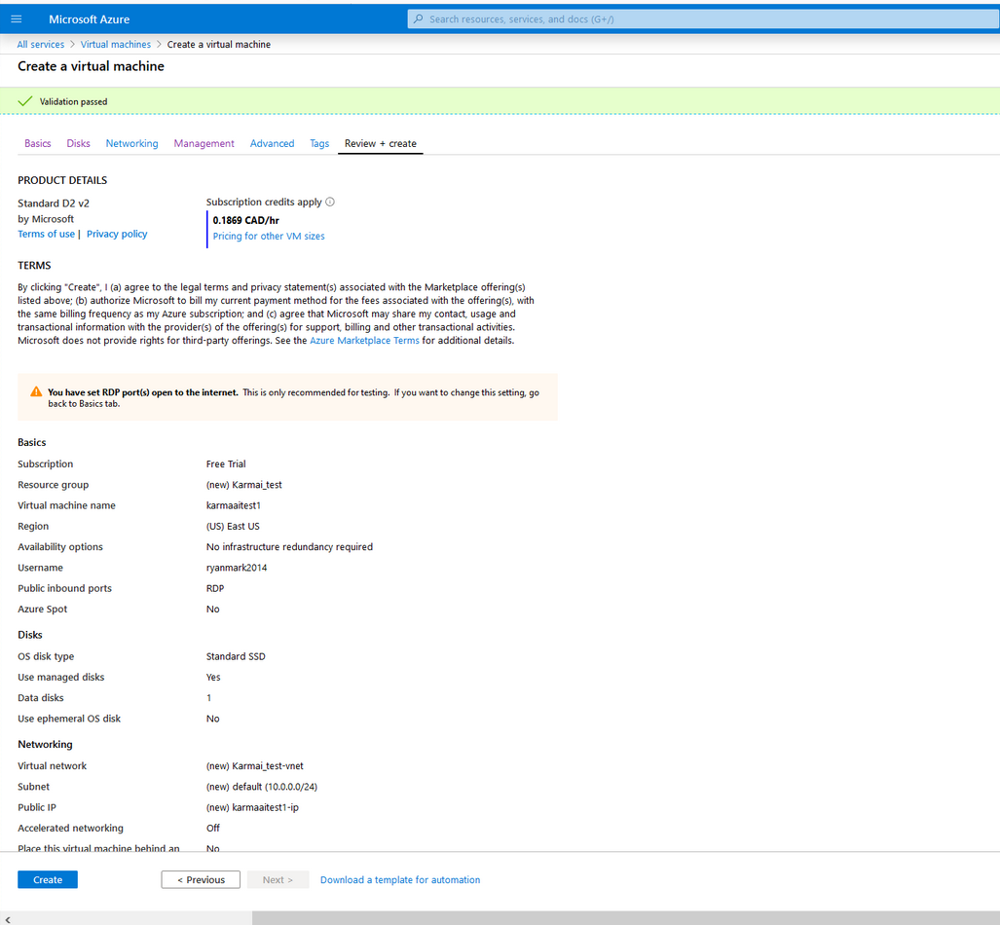 Microsoft Azure
Search resources, services, and docs (G+/)
All services > Virtual machines > Create a virtual machine
Create a virtual machine
Validation passed
Basics Disks Networking Management Advanced Tags Review + create
PRODUCT DETAILS
Standard D2 v2
by Microsoft
Terms of use | Privacy policy
Subscription credits apply
0.1869 CAD/hr
Pricing for other VM sizes
TERMS
By clicking "Create", I (a) agree to the legal terms and privacy statement(s) associated with the Marketplace offering(s)
listed above; (b) authorize Microsoft to bill my current payment method for the fees associated with the offering(s), with
the same billing frequency as my Azure subscription; and (c) agree that Microsoft may share my contact, usage and
transactional information with the provider(s) of the offering(s) for support, billing and other transactional activities.
Microsoft does not provide rights for third-party offerings. See the Azure Marketplace Terms for additional details.
You have set RDP port(s) open to the internet. This is only recommended for testing. If you want to change this setting, go
back to Basics tab.
Basics
Subscription Free Trial
Resource group (new) Karmai_test
Virtual machine name karmaaitest1
Region (US) East US
Availability options No infrastructure redundancy required
Username ryanmark2014
Public inbound ports RDP
Azure Spot No
Disks
OS disk type Standard SSD
Use managed disks Yes
Data disks 1
Use ephemeral OS disk No
Networking
Virtual network (new) Karmai_test-vnet
Subnet (new) default (10.0.0.0/24)
Public IP (new) karmaaitest1-ip
Accelerated networking Off
Place this virtual machine behind an No
Create < Previous Next > Download a template for automation